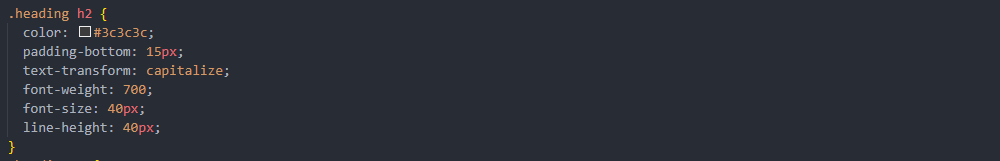 .heading h2 {
color: #3c3c3c;
padding-bottom: 15px;
text-transform: capitalize;
font-weight: 700;
font-size: 40px;
line-height: 40px;
}